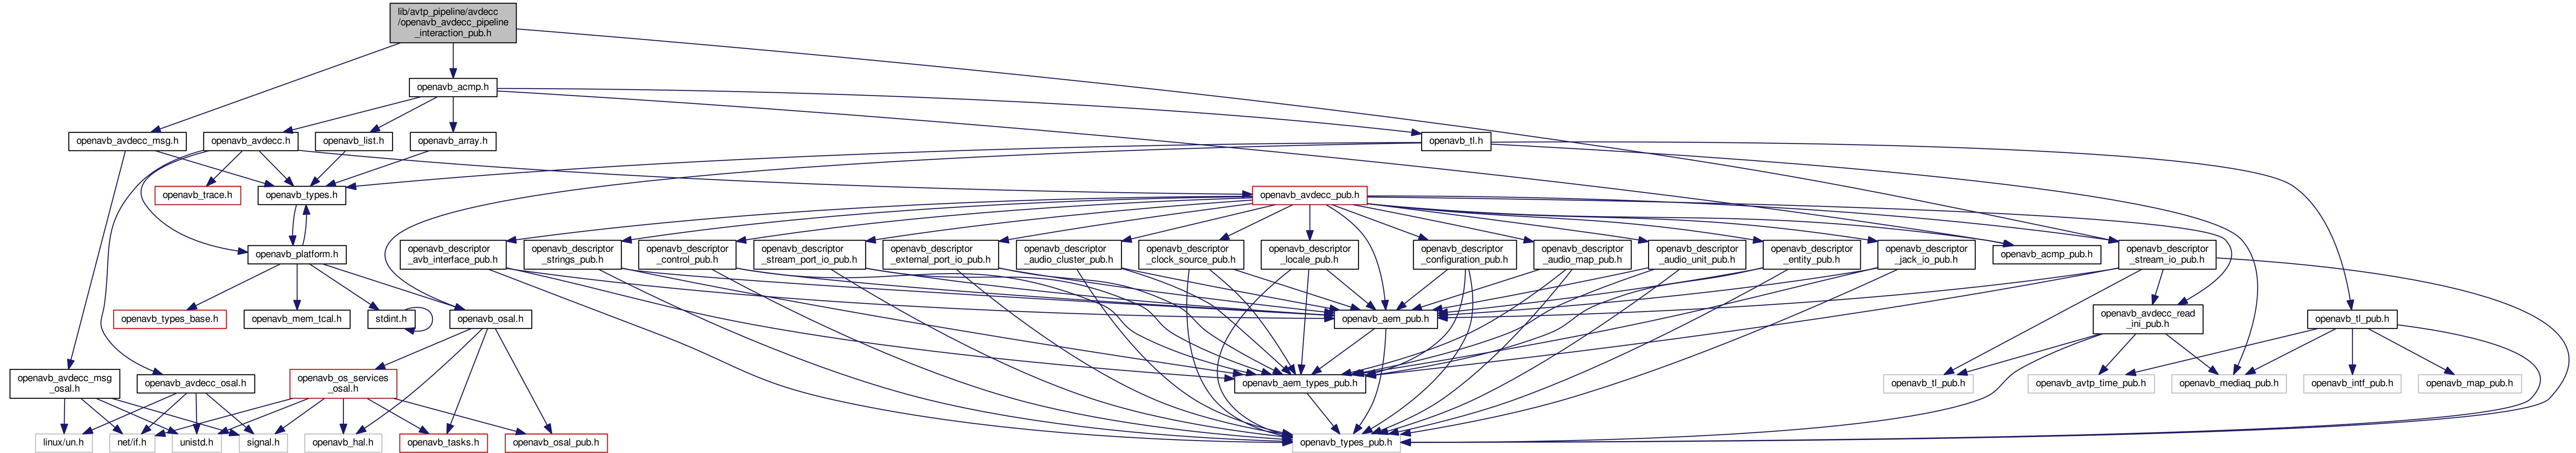 lib/avtp_pipeline/avdecc
/openavb_avdecc_pipeline
_interaction_pub.h
openavb_acmp.h
openavb_avdecc_msg.h
openavb_avdecc.h
openavb_list.h
openavb_array.h
openavb_tl.h
openavb_trace.h
openavb_types.h
openavb_avdecc_pub.h
openavb_platform.h
openavb_descriptor
_avb_interface_pub.h
openavb_descriptor
_strings_pub.h
openavb_descriptor
_control_pub.h
openavb_descriptor
_stream_port_io_pub.h
openavb_descriptor
_external_port_io_pub.h
openavb_descriptor
_audio_cluster_pub.h
openavb_descriptor
_clock_source_pub.h
openavb_descriptor
_locale_pub.h
openavb_descriptor
_configuration_pub.h
openavb_descriptor
_audio_map_pub.h
openavb_descriptor
_audio_unit_pub.h
openavb_descriptor
_entity_pub.h
openavb_descriptor
_jack_io_pub.h
openavb_acmp_pub.h
openavb_descriptor
_stream_io_pub.h
openavb_types_base.h
openavb_mem_tcal.h
stdint.h
openavb_osal.h
openavb_aem_pub.h
openavb_avdecc_read
_ini_pub.h
openavb_tl_pub.h
openavb_avdecc_msg
_osal.h
openavb_avdecc_osal.h
openavb_os_services
_osal.h
openavb_aem_types_pub.h
openavb_tl_pub.h
openavb_avtp_time_pub.h
openavb_mediaq_pub.h
openavb_intf_pub.h
openavb_map_pub.h
linux/un.h
net/if.h
unistd.h
signal.h
openavb_hal.h
openavb_tasks.h
openavb_osal_pub.h
openavb_types_pub.h